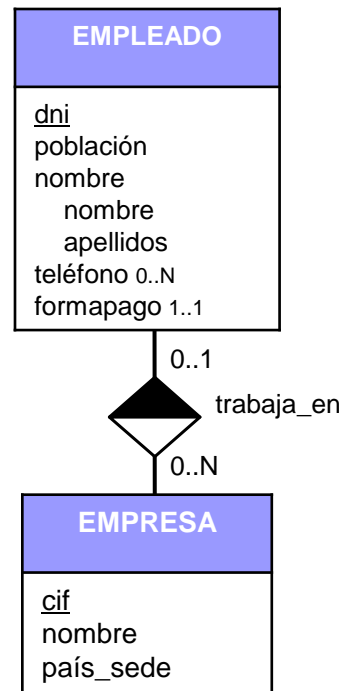 EMPLEADO
dni
población
nombre
nombre
apellidos
teléfono 0..N
formapago 1..1
0..1
trabaja_en
0..N
EMPRESA
cif
nombre
país_sede